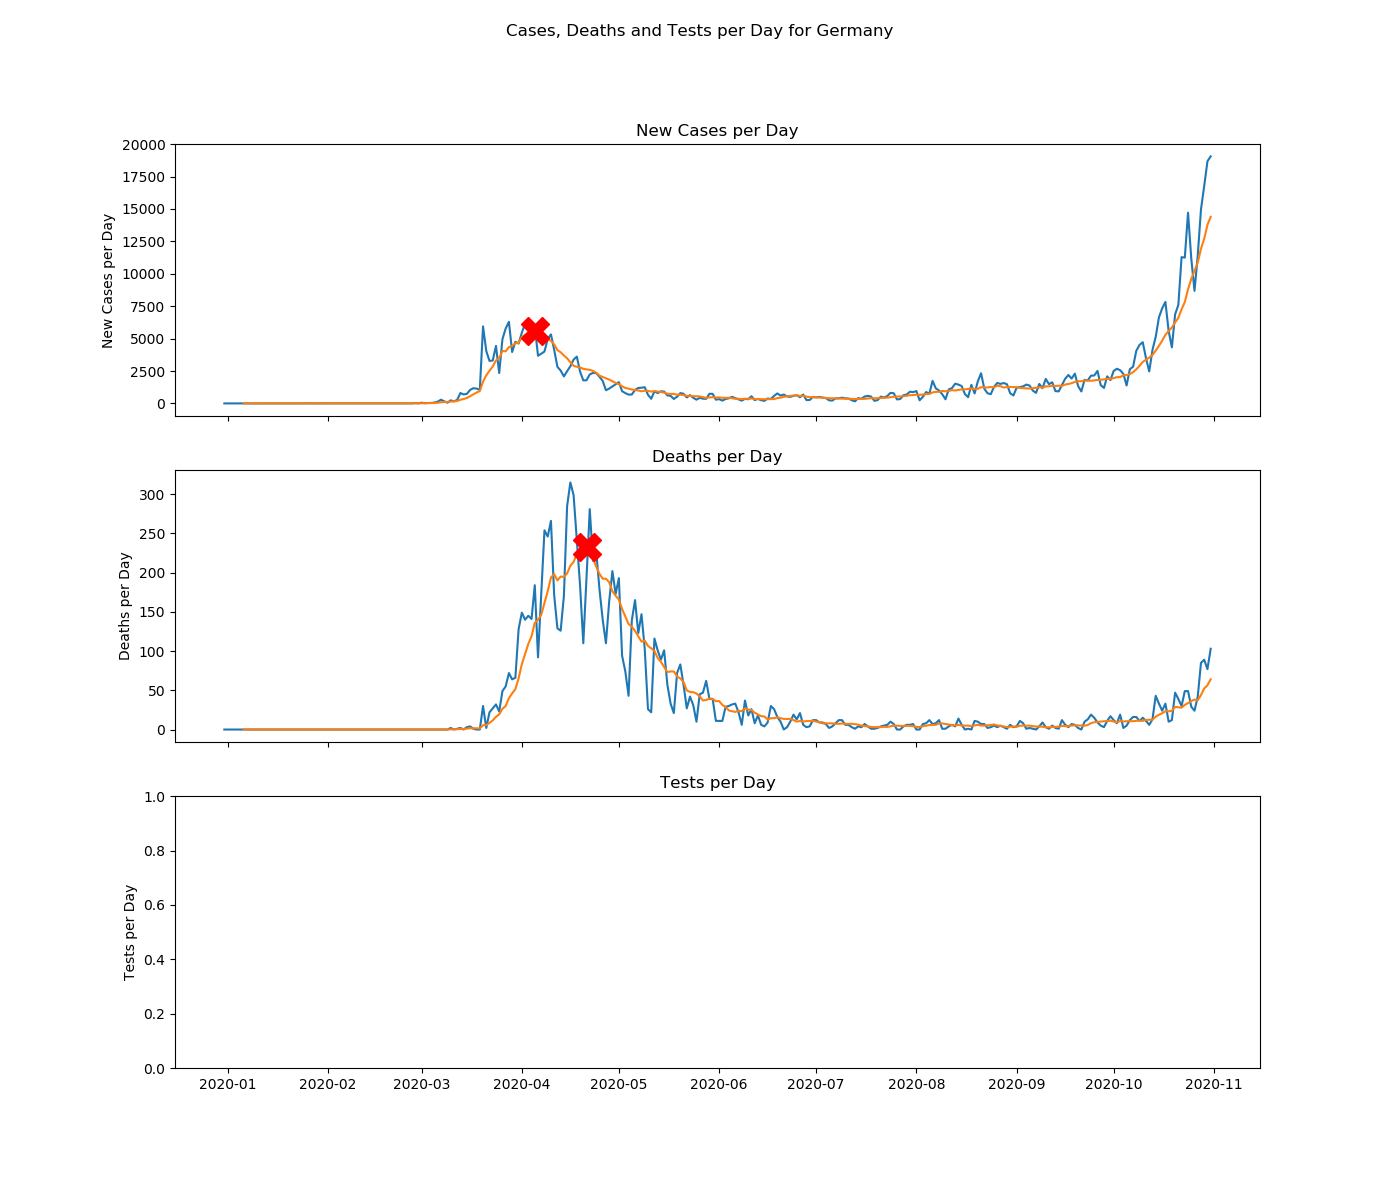 Cases, Deaths and Tests per Day for Germany
New Cases per Day
New Cases per Day
20000
17500
15000
12500
10000
7500
5000
2500
0
Deaths per Day
Deaths per Day
300
250
200
150
100
50
0
Tests per Day
Tests per Day
1.0
0.8
0.6
0.4
0.2
0.0
2020-01 2020-02 2020-03 2020-04 2020-05 2020-06 2020-07 2020-08 2020-09 2020-10 2020-11